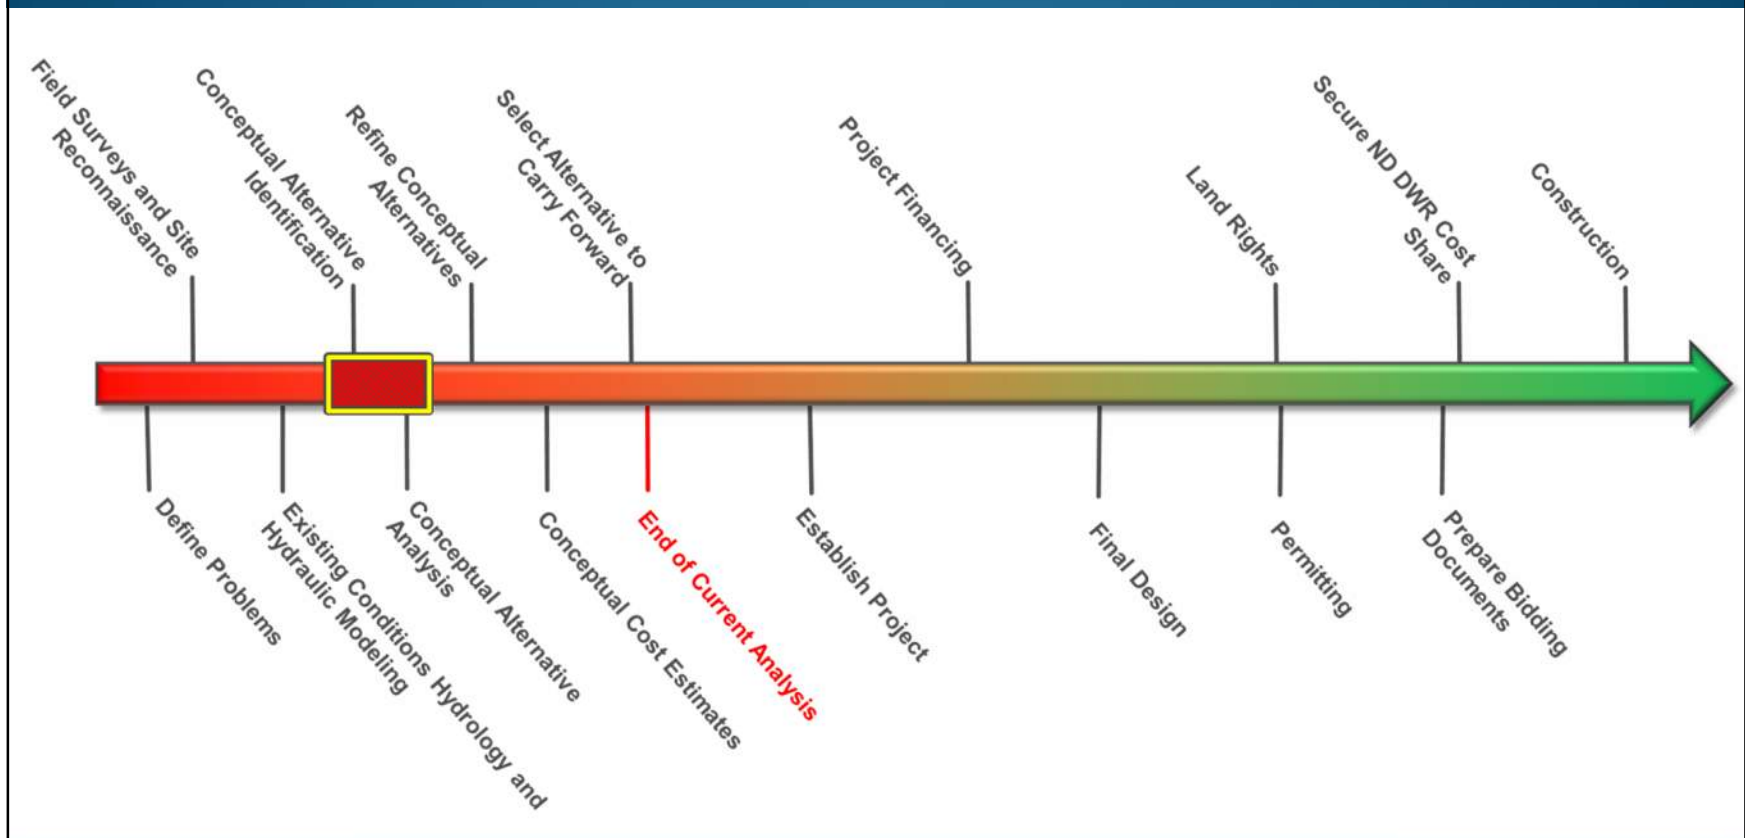 Field Surveys and Site
Reconnaissance
Conceptual Alternative
Identification
Refine Conceptual
Alternatives
Select Alternative to
Carry Forward
Project Financing
Land Rights
Secure ND DWR Cost
Share
Construction
Define Problems
Existing Conditions Hydrology and
Hydraulic Modeling
Conceptual Alternative
Analysis
Conceptual Cost Estimates
End of Current Analysis
Establish Project
Final Design
Permitting
Prepare Bidding
Documents